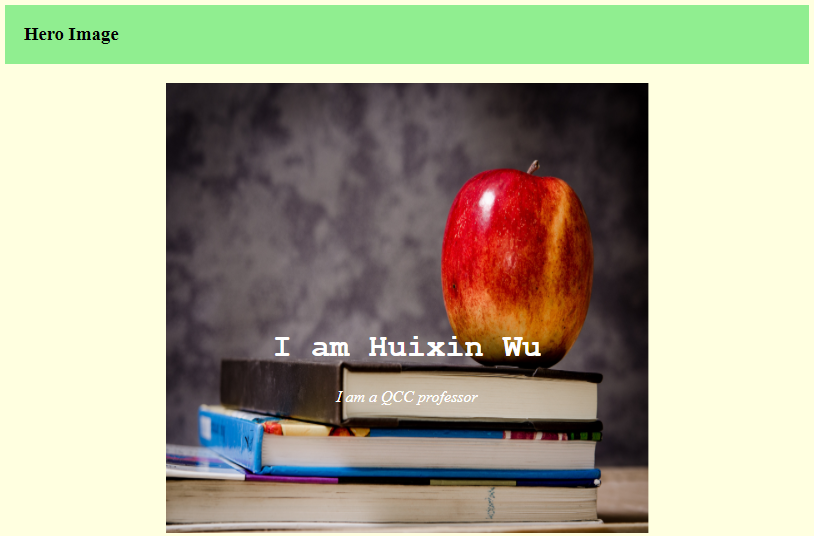 Hero Image
I am Huixin Wu
I am a QCC professor